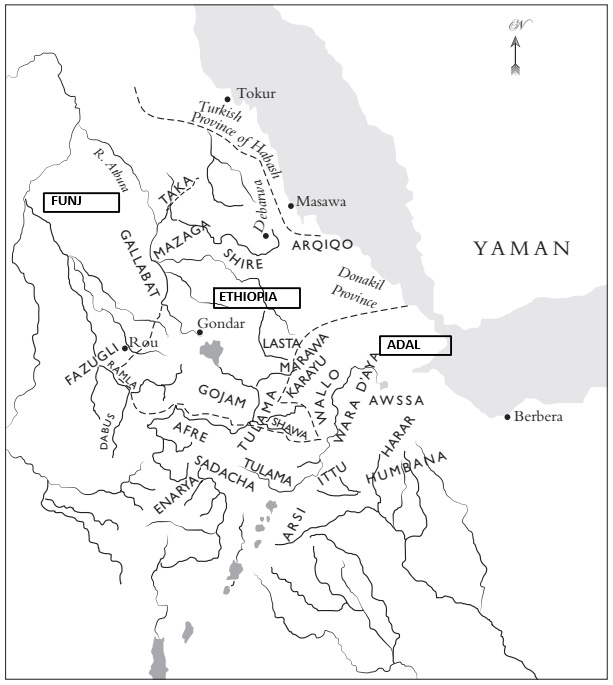 N
Tokur
Turkish
Province of Habash
R. Atbura
TAKA
FUNJ
Debarwa
Masawa
MAZAGA
ARQIQO
GALLABAT
SHIRE
YAMAN
Donakil
Province
ETHIOPIA
Gondar
Rou
LASTA
ADAL
FAZUGLI
RAMLA
MARAWA
KARAYU
WALLO
WARA D'AYA
GOJAM
AWSSA
Berbera
DABUS
AFRE
TULAMA
SHAWA
HARAR
SADACHA
TULAMA
ITTU
HUMBANA
ENARYA
ARSI